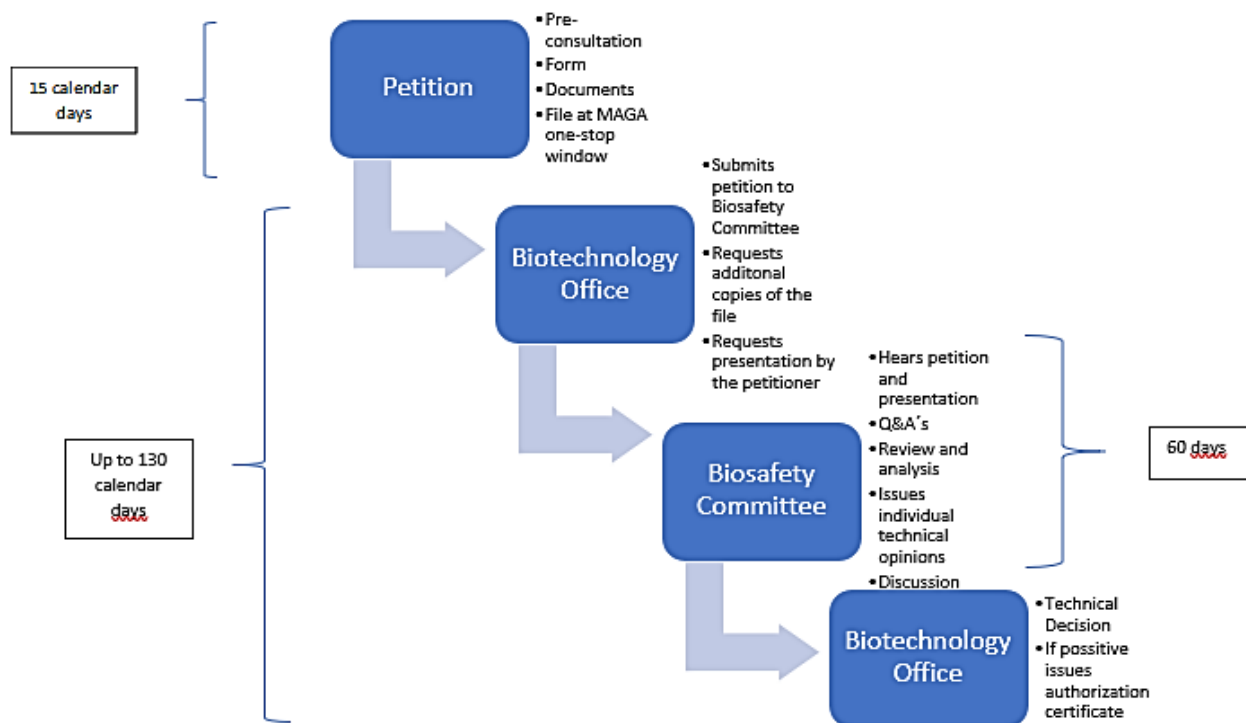 15 calendar
days
Petition
•Pre-
consultation
•Form
•Documents
•File at MAGA
one-stop
window
Biotechnology
Office
•Submits
petition to
Biosafety
Committee
•Requests
additonal
copies of the
file
•Requests
presentation by
the petitioner
Up to 130
calendar
days
Biosafety
Committee
•Hears petition
and
presentation
•Q&A´s
•Review and
analysis
•Issues
individual
technical
opinions
•Discussion
60 days
Biotechnology
Office
•Technical
Decision
•If possitive
issues
authorization
certificate